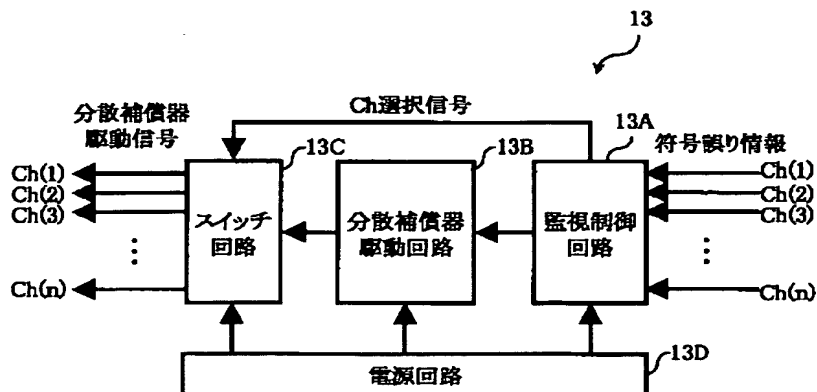 13
Ch選択信号
分散補償器
駆動信号
13C
13B
13A
符号誤り情報
Ch(1)
Ch(2)
Ch(3)
⋮
Ch(n)
スイッチ
回路
分散補償器
駆動回路
監視制御
回路
Ch(1)
Ch(2)
Ch(3)
⋮
Ch(n)
電源回路
13D